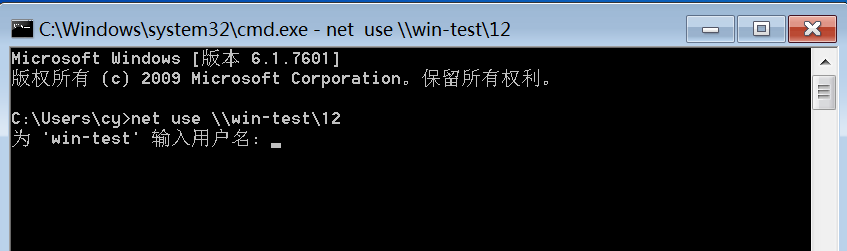 C:\Windows\system32\cmd.exe - net  use \\win-test\12
Microsoft Windows [版本 6.1.7601]
版权所有 (c) 2009 Microsoft Corporation。保留所有权利。
C:\Users\cy>net use \\win-test\12
为 'win-test' 输入用户名: